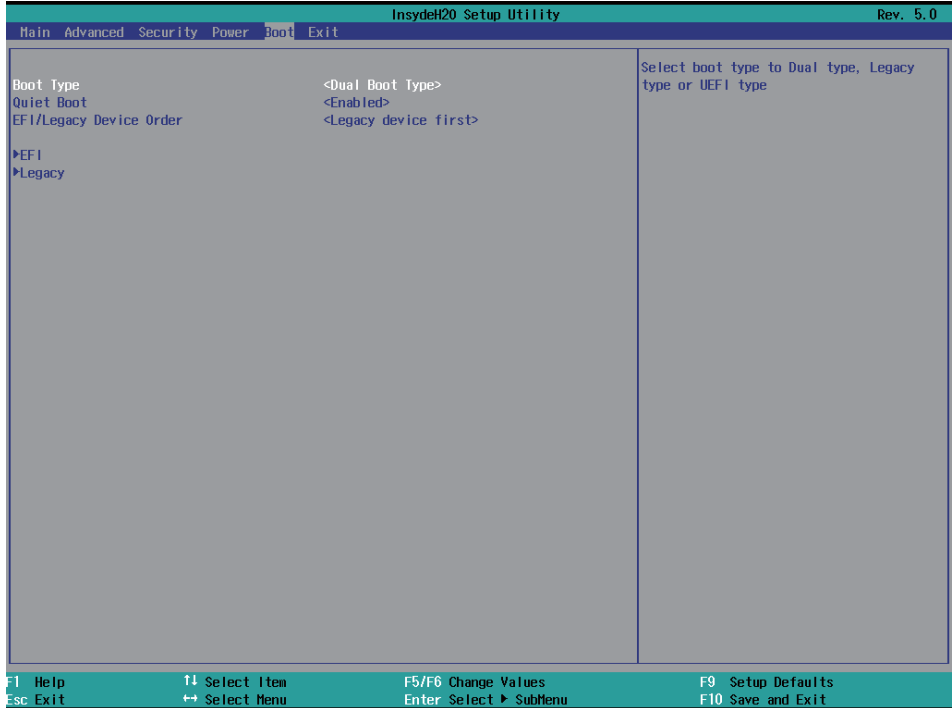 InsydeH20 Setup Utility Rev. 5.0
Main Advanced Security Power Boot Exit
Boot Type <Dual Boot Type>
Quiet Boot <Enabled>
EFI/Legacy Device Order <Legacy device first>
▶EFI
▶Legacy
Select boot type to Dual type, Legacy
type or UEFI type
F1 Help ↑↓ Select Item F5/F6 Change Values F9 Setup Defaults
Esc Exit ↔ Select Menu Enter Select ▶ SubMenu F10 Save and Exit